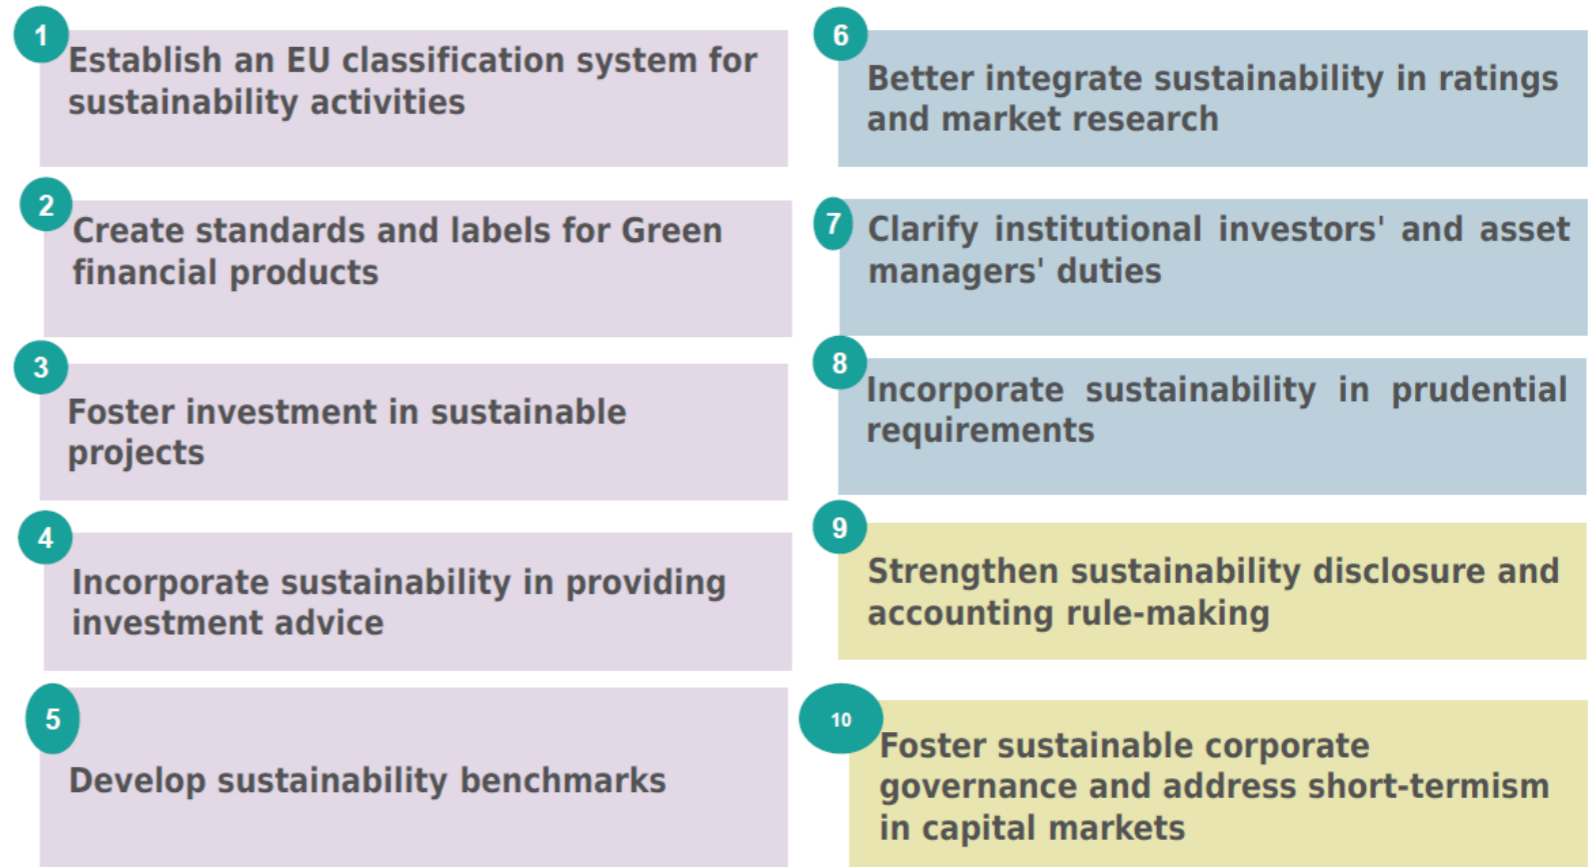 1
Establish an EU classification system for
sustainability activities
2
Create standards and labels for Green
financial products
3
Foster investment in sustainable
projects
4
Incorporate sustainability in providing
investment advice
5
Develop sustainability benchmarks
6
Better integrate sustainability in ratings
and market research
7
Clarify institutional investors' and asset
managers' duties
8
Incorporate sustainability in prudential
requirements
9
Strengthen sustainability disclosure and
accounting rule-making
10
Foster sustainable corporate
governance and address short-termism
in capital markets